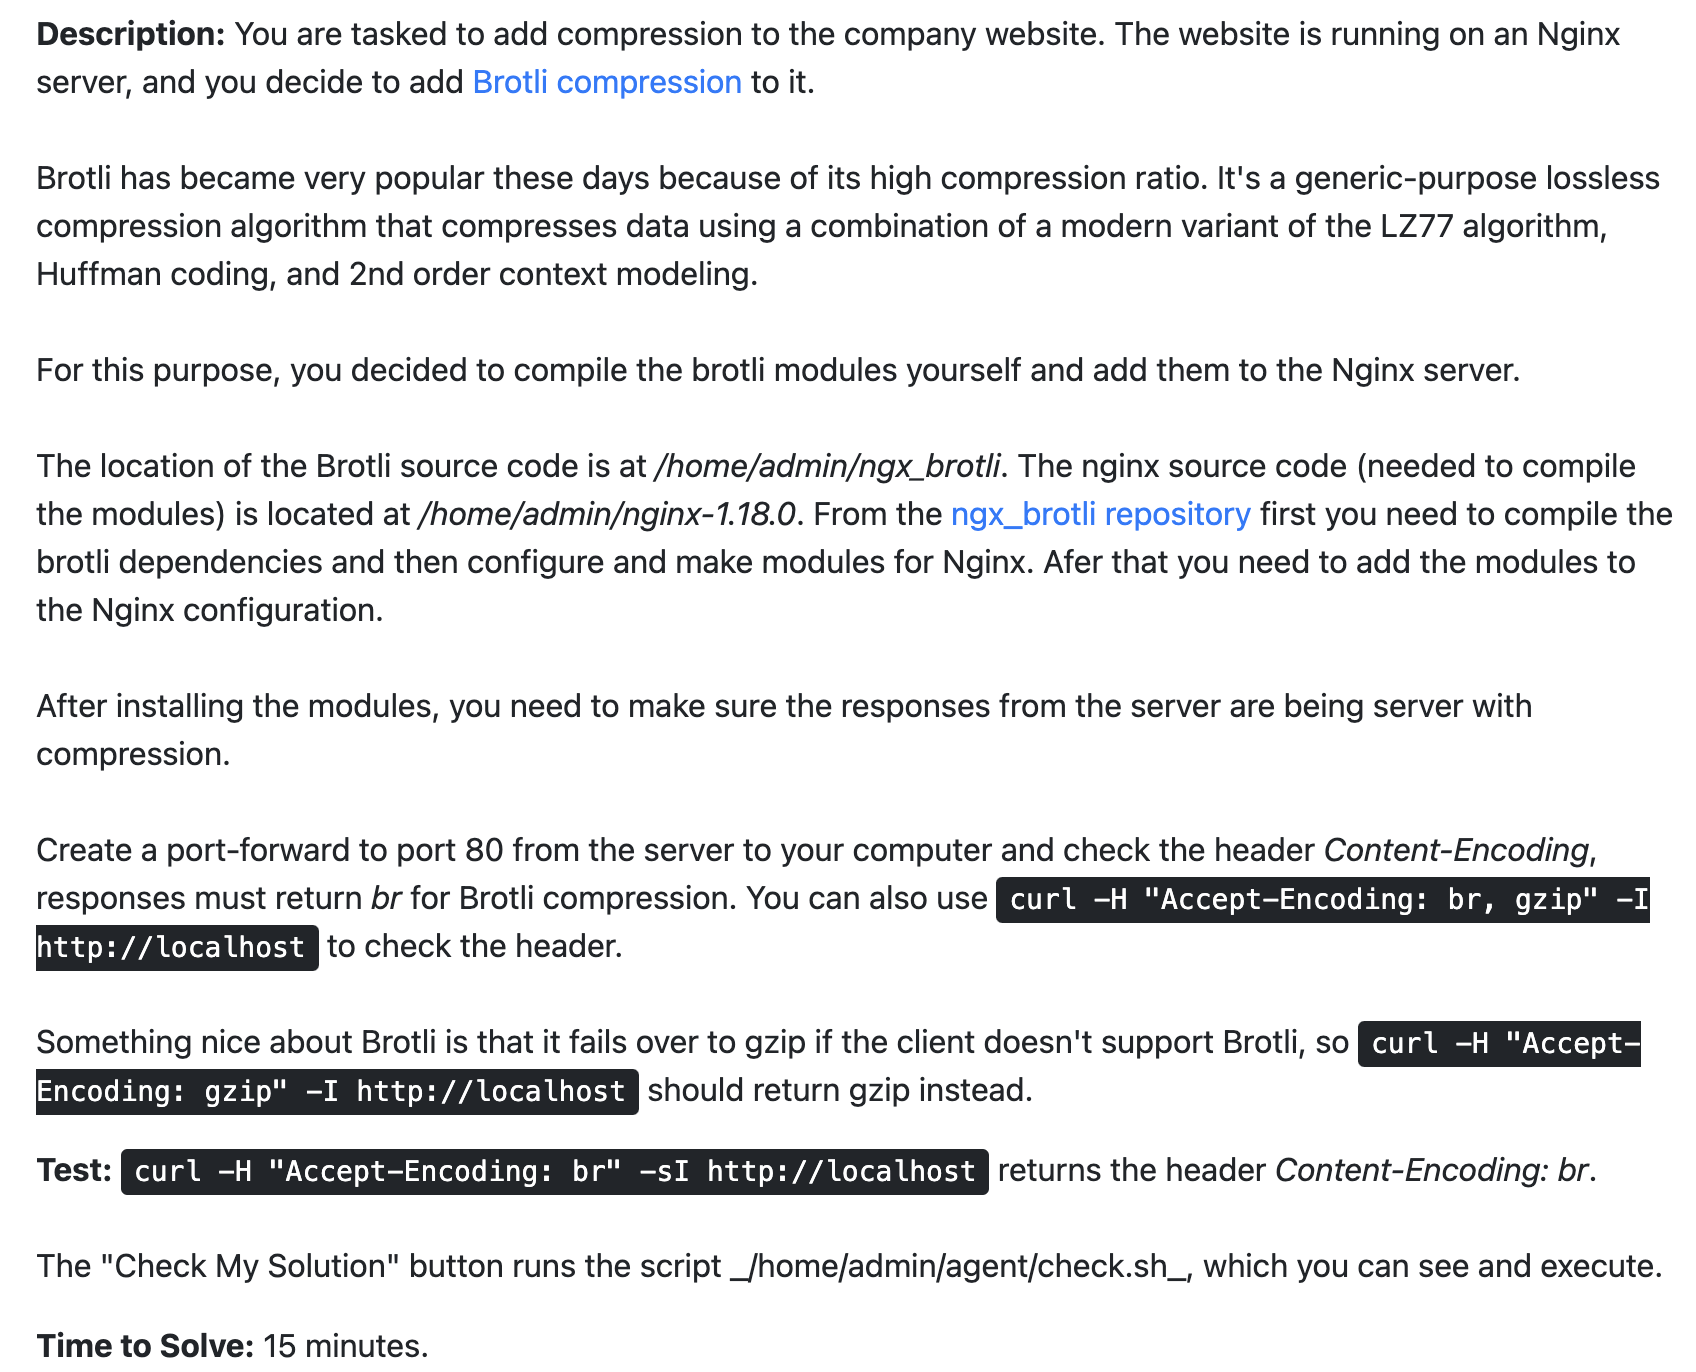 Description: You are tasked to add compression to the company website. The website is running on an Nginx
server, and you decide to add Brotli compression to it.
Brotli has became very popular these days because of its high compression ratio. It's a generic-purpose lossless
compression algorithm that compresses data using a combination of a modern variant of the LZ77 algorithm,
Huffman coding, and 2nd order context modeling.
For this purpose, you decided to compile the brotli modules yourself and add them to the Nginx server.
The location of the Brotli source code is at /home/admin/ngx_brotli. The nginx source code (needed to compile
the modules) is located at /home/admin/nginx-1.18.0. From the ngx_brotli repository first you need to compile the
brotli dependencies and then configure and make modules for Nginx. Afer that you need to add the modules to
the Nginx configuration.
After installing the modules, you need to make sure the responses from the server are being server with
compression.
Create a port-forward to port 80 from the server to your computer and check the header Content-Encoding,
responses must return br for Brotli compression. You can also use curl -H "Accept-Encoding: br, gzip" -I
http://localhost to check the header.
Something nice about Brotli is that it fails over to gzip if the client doesn't support Brotli, so curl -H "Accept-
Encoding: gzip" -I http://localhost should return gzip instead.
Test: curl -H "Accept-Encoding: br" -sI http://localhost returns the header Content-Encoding: br.
The "Check My Solution" button runs the script _/home/admin/agent/check.sh_, which you can see and execute.
Time to Solve: 15 minutes.